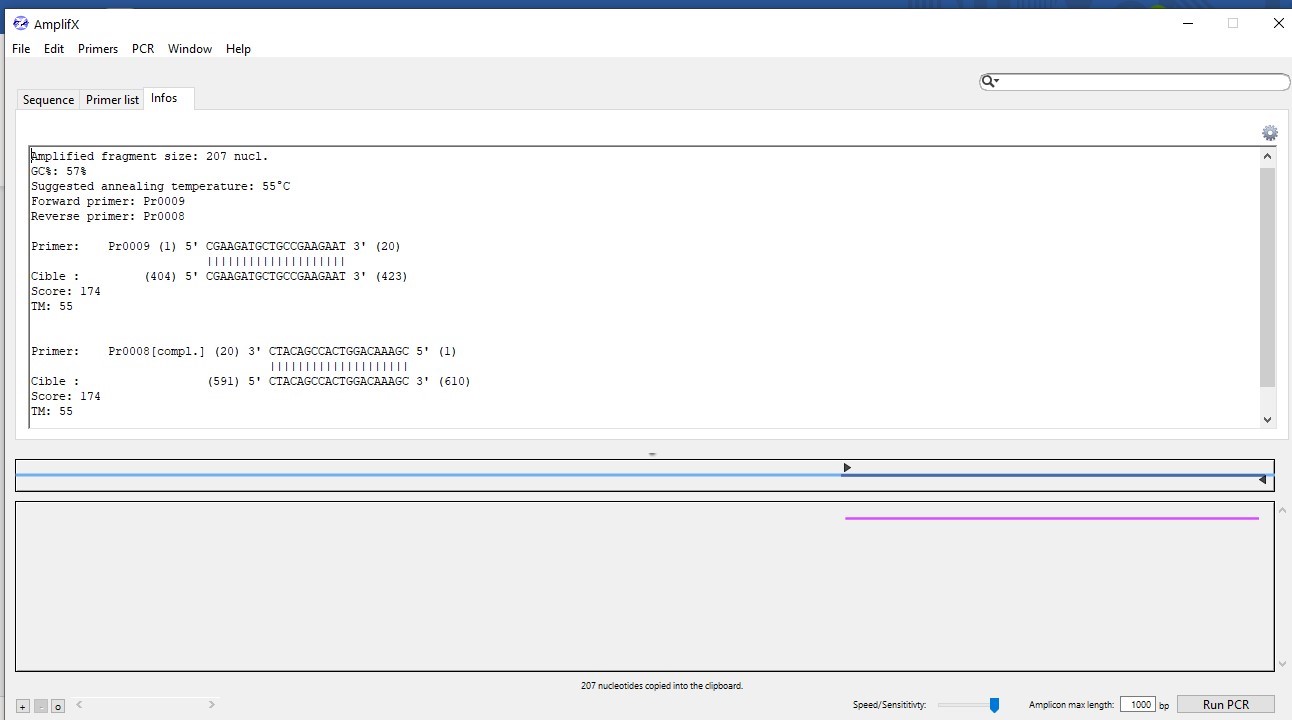 AmplifX
File Edit Primers PCR Window Help
Sequence Primer list Infos
Amplified fragment size: 207 nucl.
GC%: 57%
Suggested annealing temperature: 55°C
Forward primer: Pr0009
Reverse primer: Pr0008
Primer: Pr0009 (1) 5' CGAAGATGCTGCCGAAGAAT 3' (20)
||||||||||||||||||||
Cible : (404) 5' CGAAGATGCTGCCGAAGAAT 3' (423)
Score: 174
TM: 55
Primer: Pr0008[compl.] (20) 3' CTACAGCCACTGGACAAAGC 5' (1)
||||||||||||||||||||
Cible : (591) 5' CTACAGCCACTGGACAAAGC 3' (610)
Score: 174
TM: 55
207 nucleotides copied into the clipboard.
+ - o Speed/Sensititivty: Amplicon max length: 1000 bp Run PCR